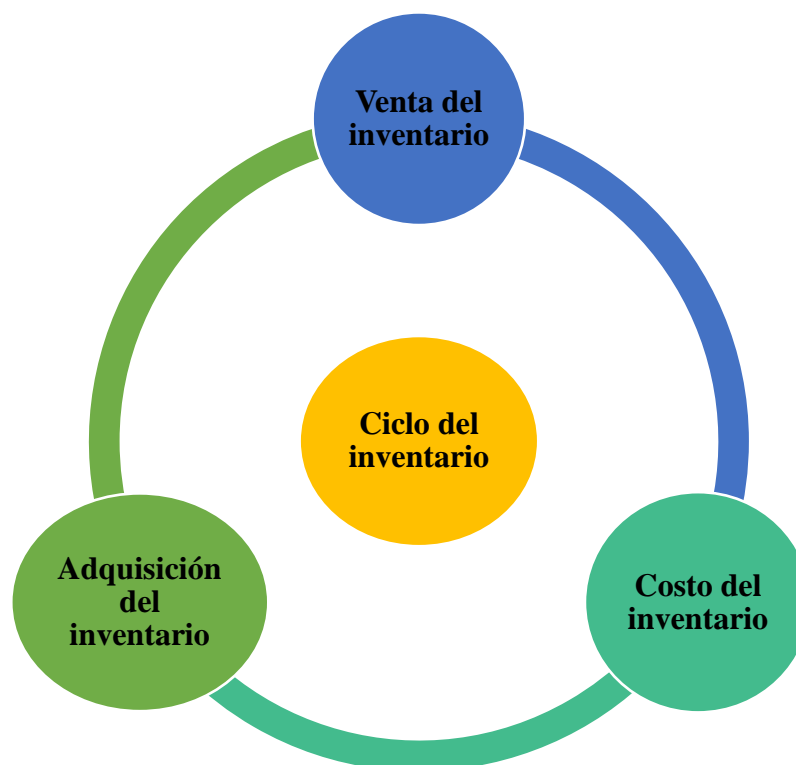 Venta del
inventario
Ciclo del
inventario
Adquisición
del
inventario
Costo del
inventario